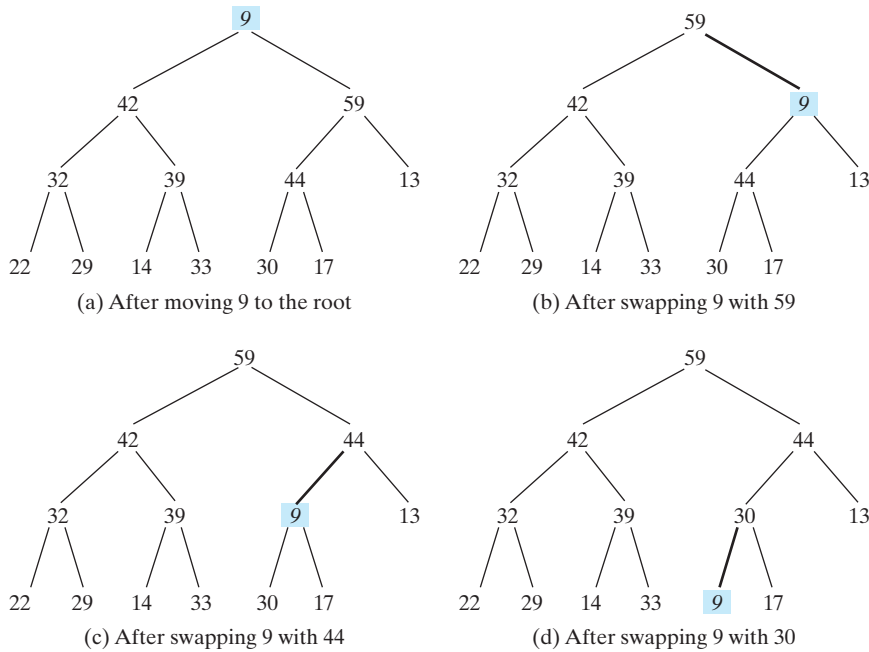 9
42 59
32 39 44 13
22 29 14 33 30 17
(a) After moving 9 to the root
59
42 9
32 39 44 13
22 29 14 33 30 17
(b) After swapping 9 with 59
59
42 44
32 39 9 13
22 29 14 33 30 17
(c) After swapping 9 with 44
59
42 44
32 39 30 13
22 29 14 33 9 17
(d) After swapping 9 with 30